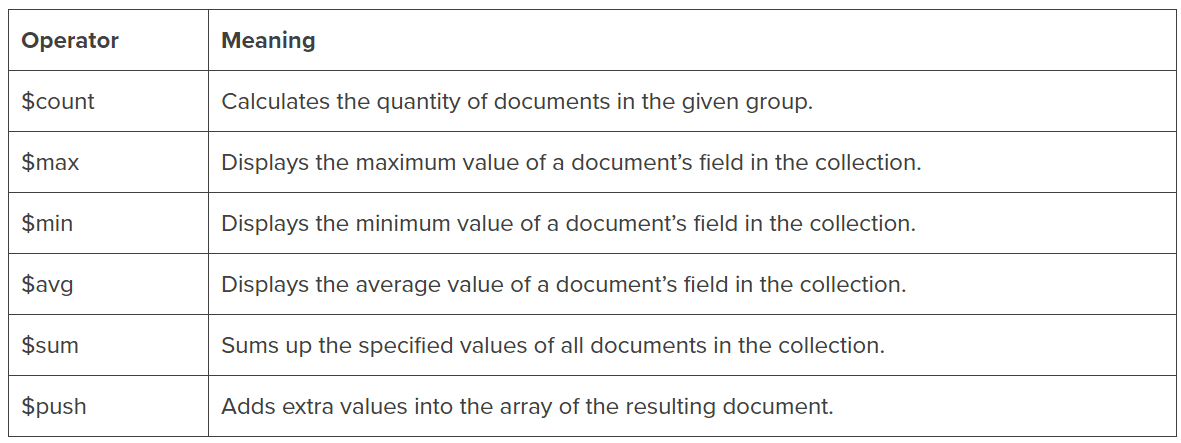 Operator Meaning
$count Calculates the quantity of documents in the given group.
$max Displays the maximum value of a document’s field in the collection.
$min Displays the minimum value of a document’s field in the collection.
$avg Displays the average value of a document’s field in the collection.
$sum Sums up the specified values of all documents in the collection.
$push Adds extra values into the array of the resulting document.